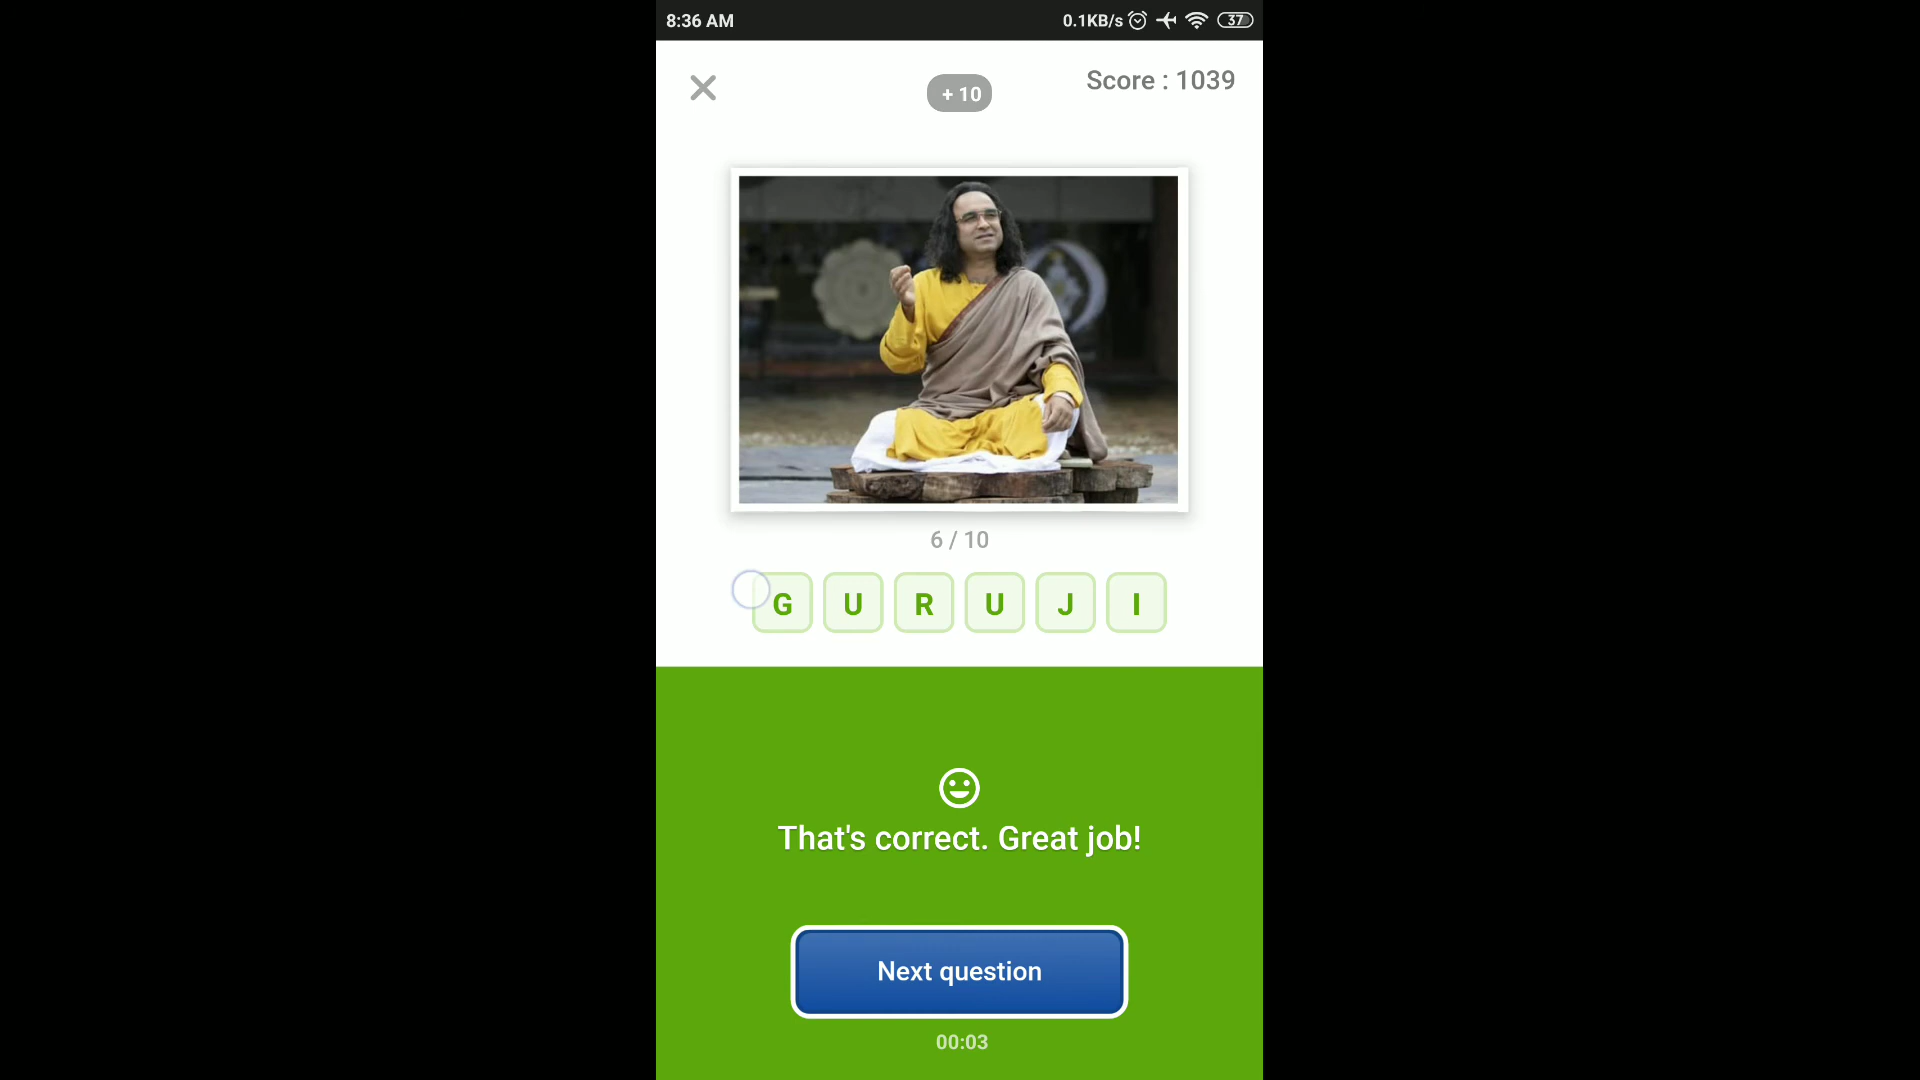 8:36 AM 0.1KB/s 37
+ 10 Score : 1039
6 / 10
G U R U J I
That's correct. Great job!
Next question
00:03